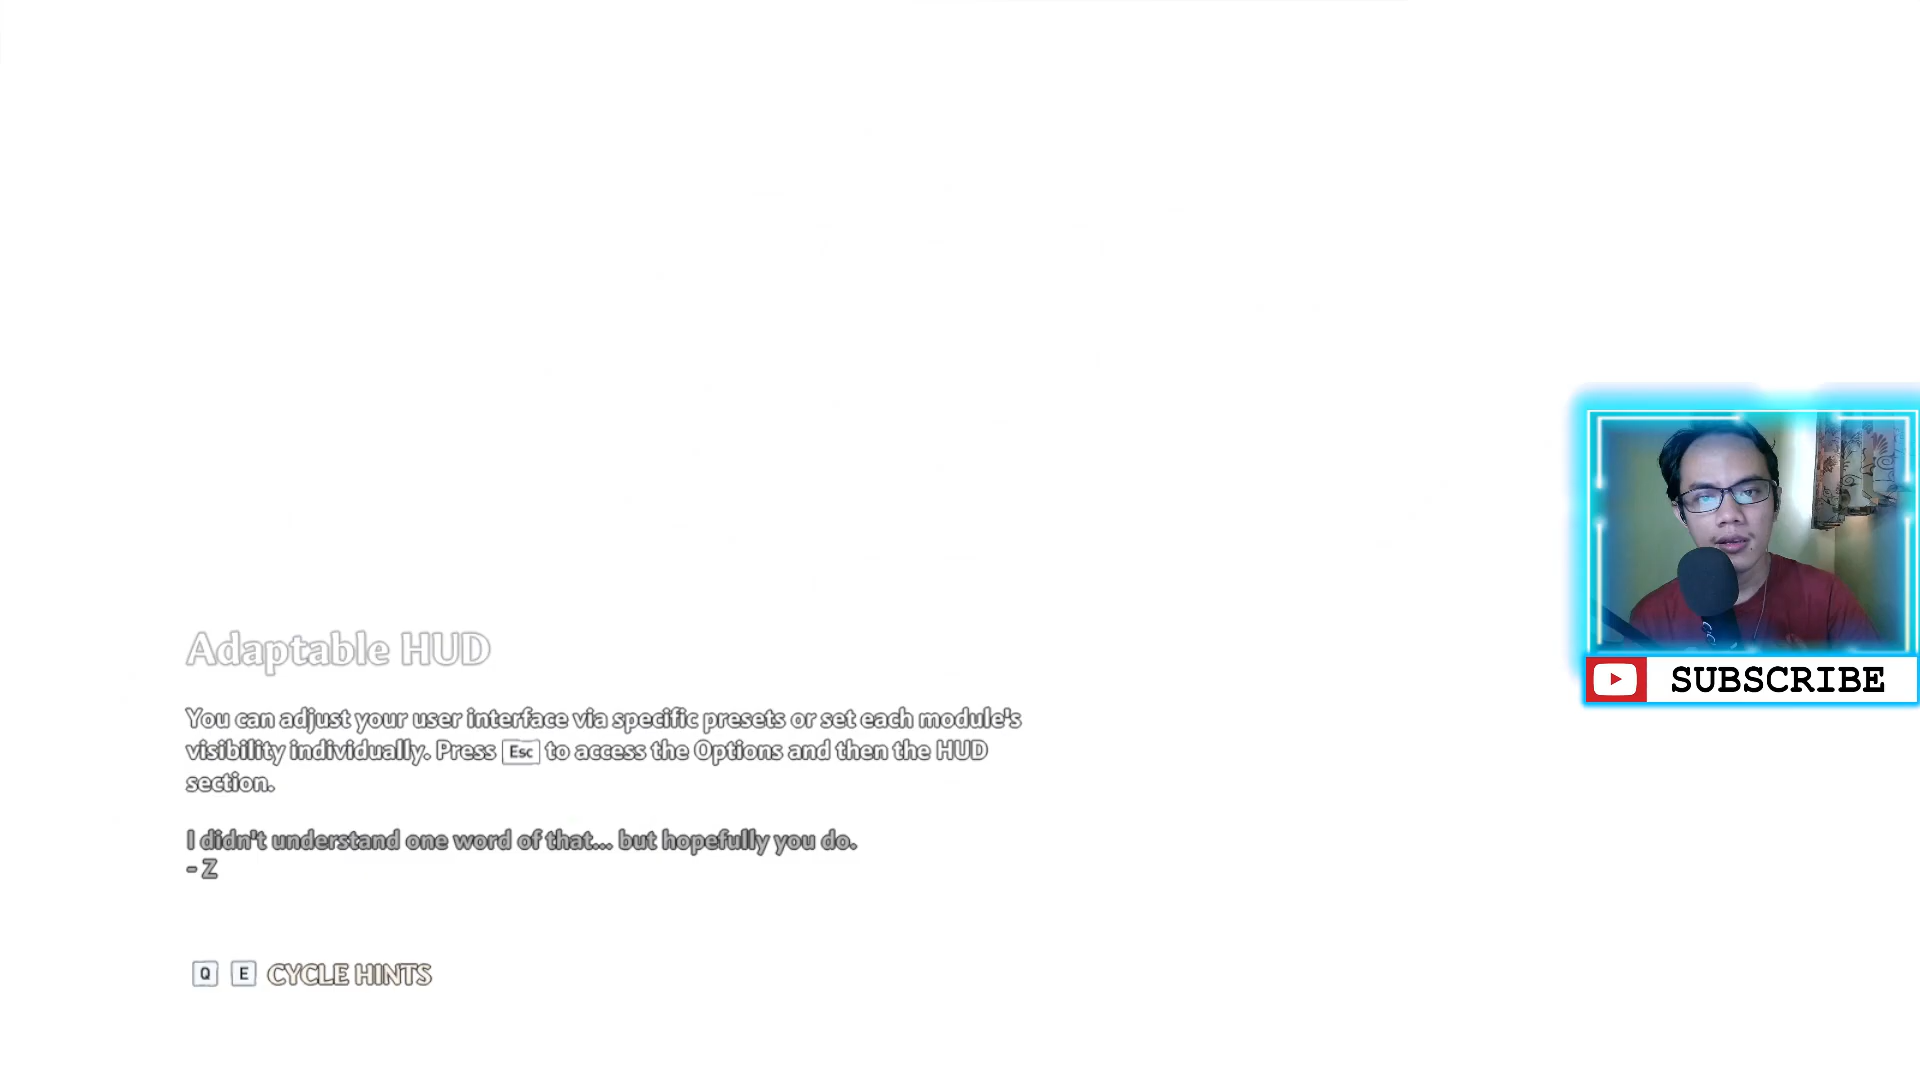 Adaptable HUD
You can adjust your user interface via specific presets or set each module's
visibility individually. Press Esc to access the Options and then the HUD
section.
I didn't understand one word of that... but hopefully you do.
- Z
Q E CYCLE HINTS
SUBSCRIBE